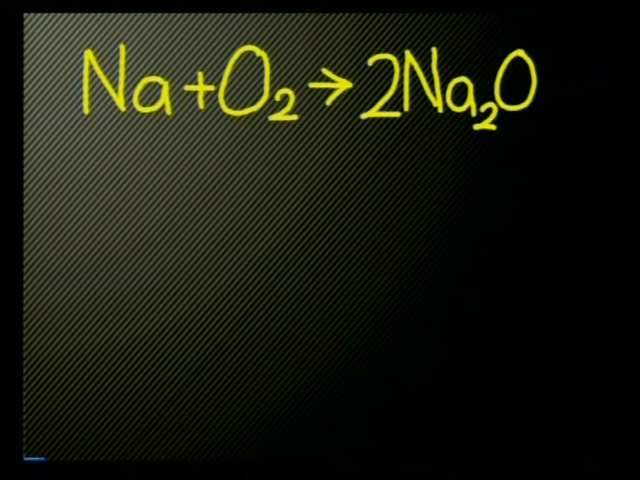 Na + O₂ → 2Na₂O